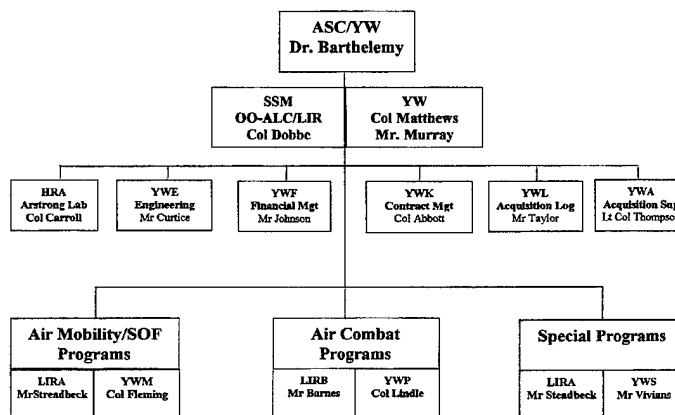 ASC/YW
Dr. Barthelemy
SSM
OO-ALC/LIR
Col Dobbc
YW
Col Matthews
Mr. Murray
HRA
Arstrong Lab
Col Carroll
YWE
Engineering
Mr Curtice
YWF
Financial Mgt
Mr Johnson
YWK
Contract Mgt
Col Abbott
YWL
Acquisition Log
Mr Taylor
YWA
Acquisition Sup
Lt Col Thompson
Air Mobility/SOF
Programs
LIRA
MrStreadbeck
YWM
Col Fleming
Air Combat
Programs
LIRB
Mr Barnes
YWP
Col Lindle
Special Programs
LIRA
Mr Steadbeck
YWS
Mr Vivians